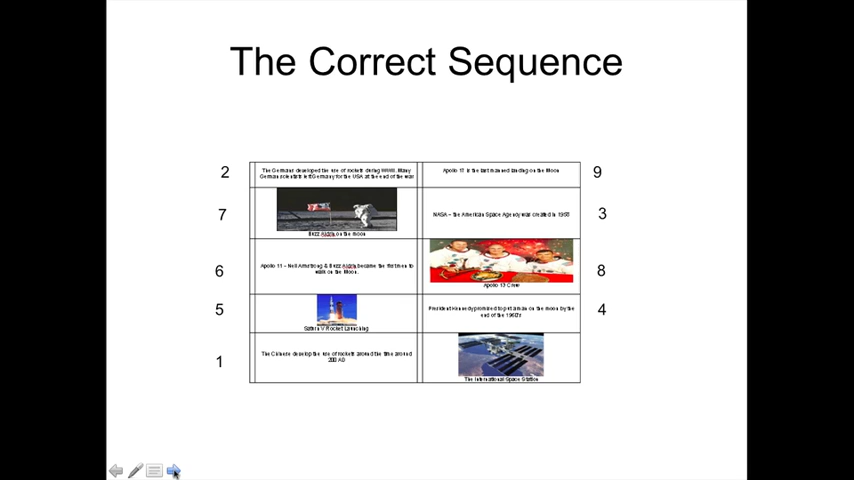 The Correct Sequence
2
The Germans developed the use of rockets during WWII. Many
German scientists left Germany for the USA at the end of the war
Apollo 17 is the last manned landing on the Moon
9
7
Buzz Aldrin on the moon
NASA – the American Space Agency was created in 1958
3
6
Apollo 11 – Neil Armstrong & Buzz Aldrin became the first men to
walk on the Moon.
Apollo 13 Crew
8
5
Saturn V Rocket Launching
President Kennedy promised to put a man on the moon by the
end of the 1960's
4
1
The Chinese develop the use of rockets around the time around
200 AD
The International Space Station